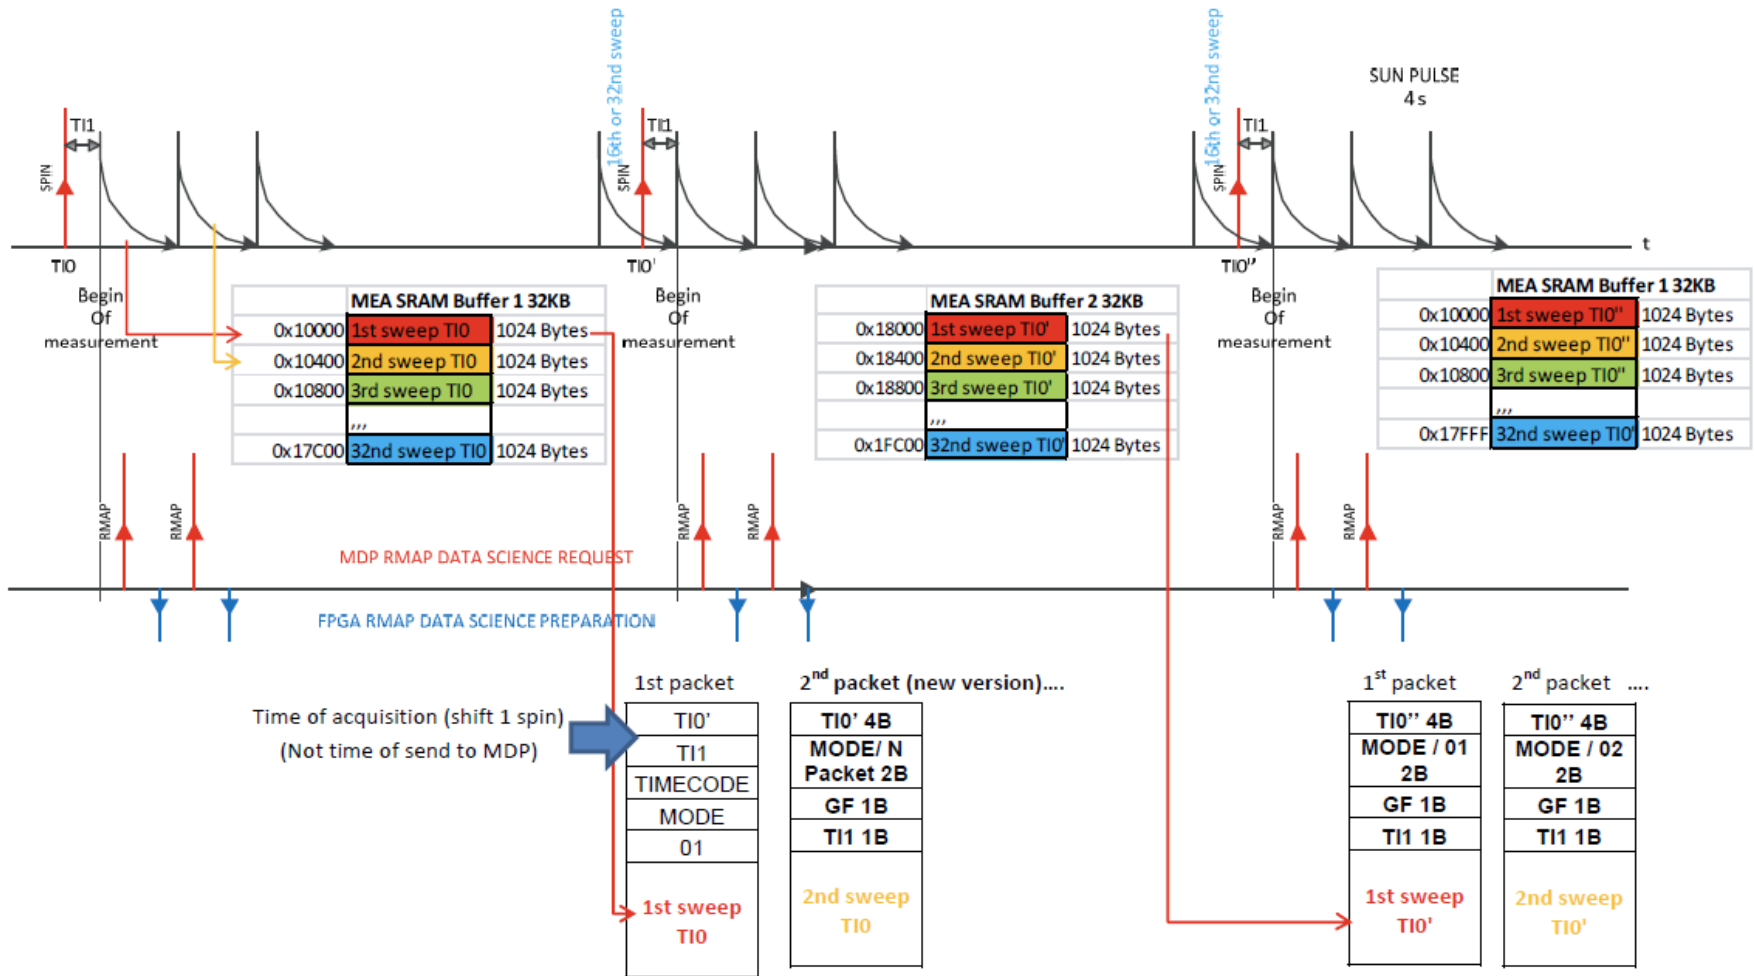 16th or 32nd sweep
16th or 32nd sweep
SUN PULSE
4s
TI1
TI1
TI1
SPIN
SPIN
SPIN
t
TI0
TI0'
TI0''
Begin
Of
measurement
Begin
Of
measurement
Begin
Of
measurement
MEA SRAM Buffer 1 32KB
0x10000 1st sweep TI0 1024 Bytes
0x10400 2nd sweep TI0 1024 Bytes
0x10800 3rd sweep TI0 1024 Bytes
,,,
0x17C00 32nd sweep TI0 1024 Bytes
MEA SRAM Buffer 2 32KB
0x18000 1st sweep TI0' 1024 Bytes
0x18400 2nd sweep TI0' 1024 Bytes
0x18800 3rd sweep TI0' 1024 Bytes
,,,
0x1FC00 32nd sweep TI0' 1024 Bytes
MEA SRAM Buffer 1 32KB
0x10000 1st sweep TI0'' 1024 Bytes
0x10400 2nd sweep TI0'' 1024 Bytes
0x10800 3rd sweep TI0'' 1024 Bytes
,,,
0x17FFF 32nd sweep TI0' 1024 Bytes
RMAP
RMAP
RMAP
RMAP
RMAP
RMAP
MDP RMAP DATA SCIENCE REQUEST
FPGA RMAP DATA SCIENCE PREPARATION
Time of acquisition (shift 1 spin)
(Not time of send to MDP)
1st packet
TI0'
TI1
TIMECODE
MODE
01
1st sweep
TI0
2nd packet (new version)....
TI0' 4B
MODE/ N
Packet 2B
GF 1B
TI1 1B
2nd sweep
TI0
1st packet
TI0'' 4B
MODE / 01
2B
GF 1B
TI1 1B
1st sweep
TI0'
2nd packet ....
TI0'' 4B
MODE / 02
2B
GF 1B
TI1 1B
2nd sweep
TI0'